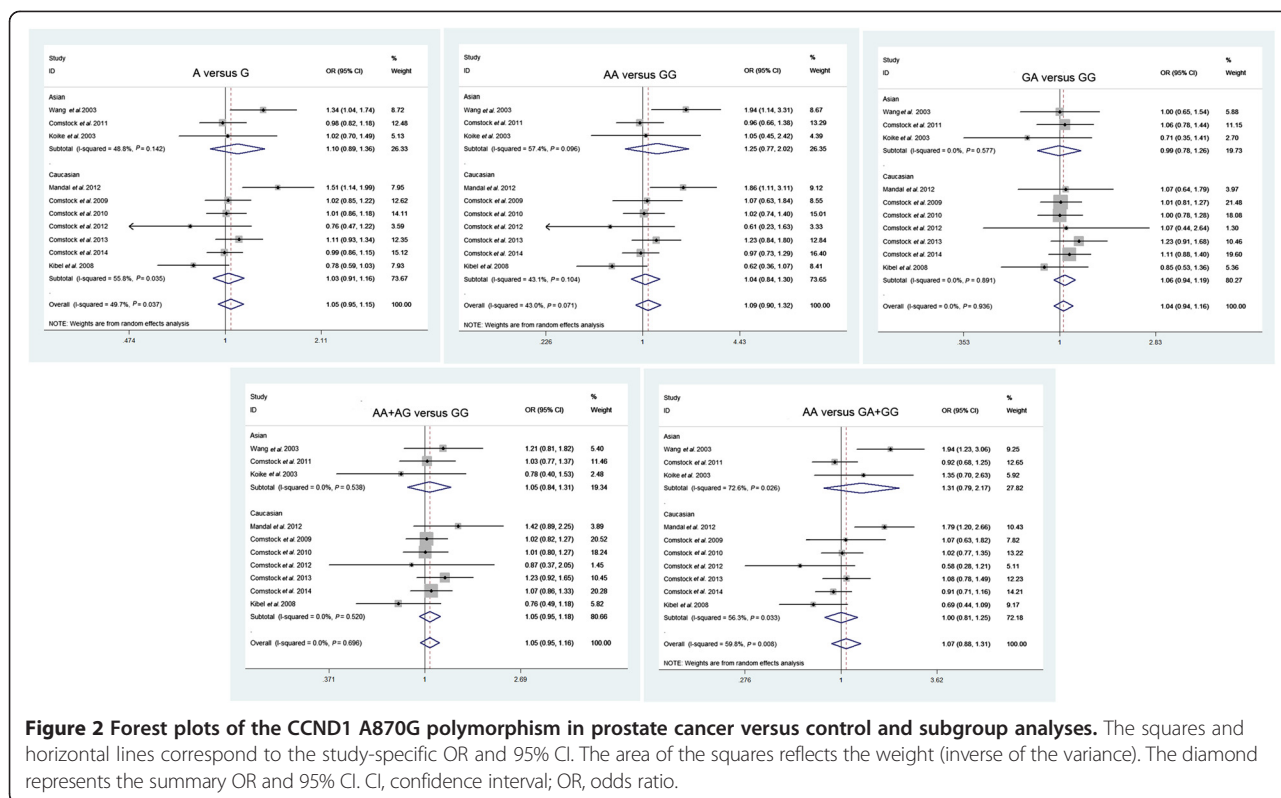 Study
ID
A versus G
OR (95% CI)
%
Weight
Asian
Wang et al. 2003 1.34 (1.04, 1.74) 8.72
Comstock et al. 2011 0.98 (0.82, 1.18) 12.48
Koike et al. 2003 1.02 (0.70, 1.49) 5.13
Subtotal (I-squared = 48.8%, P = 0.142) 1.10 (0.89, 1.36) 26.33
.
Caucasian
Mandal et al. 2012 1.51 (1.14, 1.99) 7.95
Comstock et al. 2009 1.02 (0.85, 1.22) 12.62
Comstock et al. 2010 1.01 (0.86, 1.18) 14.11
Comstock et al. 2012 0.76 (0.47, 1.22) 3.59
Comstock et al. 2013 1.11 (0.93, 1.34) 12.35
Comstock et al. 2014 0.99 (0.86, 1.15) 15.12
Kibel et al. 2008 0.78 (0.59, 1.03) 7.93
Subtotal (I-squared = 55.8%, P = 0.035) 1.03 (0.91, 1.16) 73.67
.
Overall (I-squared = 49.7%, P = 0.037) 1.05 (0.95, 1.15) 100.00
NOTE: Weights are from random effects analysis
.474 1 2.11
Study
ID
AA versus GG
OR (95% CI)
%
Weight
Asian
Wang et al. 2003 1.94 (1.14, 3.31) 8.67
Comstock et al. 2011 0.96 (0.66, 1.38) 13.29
Koike et al. 2003 1.05 (0.45, 2.42) 4.39
Subtotal (I-squared = 57.4%, P = 0.096) 1.25 (0.77, 2.02) 26.35
.
Caucasian
Mandal et al. 2012 1.86 (1.11, 3.11) 9.12
Comstock et al. 2009 1.07 (0.63, 1.84) 8.55
Comstock et al. 2010 1.02 (0.74, 1.40) 15.01
Comstock et al. 2012 0.61 (0.23, 1.63) 3.33
Comstock et al. 2013 1.23 (0.84, 1.80) 12.84
Comstock et al. 2014 0.97 (0.73, 1.29) 16.40
Kibel et al. 2008 0.62 (0.36, 1.07) 8.41
Subtotal (I-squared = 43.1%, P = 0.104) 1.04 (0.84, 1.30) 73.65
.
Overall (I-squared = 43.0%, P = 0.071) 1.09 (0.90, 1.32) 100.00
NOTE: Weights are from random effects analysis
.226 1 4.43
Study
ID
GA versus GG
OR (95% CI)
%
Weight
Asian
Wang et al. 2003 1.00 (0.65, 1.54) 5.88
Comstock et al. 2011 1.06 (0.78, 1.44) 11.15
Koike et al. 2003 0.71 (0.35, 1.41) 2.70
Subtotal (I-squared = 0.0%, P = 0.577) 0.99 (0.78, 1.26) 19.73
.
Caucasian
Mandal et al. 2012 1.07 (0.64, 1.79) 3.97
Comstock et al. 2009 1.01 (0.81, 1.27) 21.48
Comstock et al. 2010 1.00 (0.78, 1.28) 18.08
Comstock et al. 2012 1.07 (0.44, 2.64) 1.30
Comstock et al. 2013 1.23 (0.91, 1.68) 10.46
Comstock et al. 2014 1.11 (0.88, 1.40) 19.60
Kibel et al. 2008 0.85 (0.53, 1.36) 5.36
Subtotal (I-squared = 0.0%, P = 0.891) 1.06 (0.94, 1.19) 80.27
.
Overall (I-squared = 0.0%, P = 0.936) 1.04 (0.94, 1.16) 100.00
.353 1 2.83
Study
ID
AA+AG versus GG
OR (95% CI)
%
Weight
Asian
Wang et al. 2003 1.21 (0.81, 1.82) 5.40
Comstock et al. 2011 1.03 (0.77, 1.37) 11.46
Koike et al. 2003 0.78 (0.40, 1.53) 2.48
Subtotal (I-squared = 0.0%, P = 0.538) 1.05 (0.84, 1.31) 19.34
.
Caucasian
Mandal et al. 2012 1.42 (0.89, 2.25) 3.89
Comstock et al. 2009 1.02 (0.82, 1.27) 20.52
Comstock et al. 2010 1.01 (0.80, 1.27) 18.24
Comstock et al. 2012 0.87 (0.37, 2.05) 1.45
Comstock et al. 2013 1.23 (0.92, 1.65) 10.45
Comstock et al. 2014 1.07 (0.86, 1.33) 20.28
Kibel et al. 2008 0.76 (0.49, 1.18) 5.82
Subtotal (I-squared = 0.0%, P = 0.520) 1.05 (0.95, 1.18) 80.66
.
Overall (I-squared = 0.0%, P = 0.696) 1.05 (0.95, 1.16) 100.00
.371 1 2.69
Study
ID
AA versus GA+GG
OR (95% CI)
%
Weight
Asian
Wang et al. 2003 1.94 (1.23, 3.06) 9.25
Comstock et al. 2011 0.92 (0.68, 1.25) 12.65
Koike et al. 2003 1.35 (0.70, 2.63) 5.92
Subtotal (I-squared = 72.6%, P = 0.026) 1.31 (0.79, 2.17) 27.82
.
Caucasian
Mandal et al. 2012 1.79 (1.20, 2.66) 10.43
Comstock et al. 2009 1.07 (0.63, 1.82) 7.82
Comstock et al. 2010 1.02 (0.77, 1.35) 13.22
Comstock et al. 2012 0.58 (0.28, 1.21) 5.11
Comstock et al. 2013 1.08 (0.78, 1.49) 12.23
Comstock et al. 2014 0.91 (0.71, 1.16) 14.21
Kibel et al. 2008 0.69 (0.44, 1.09) 9.17
Subtotal (I-squared = 56.3%, P = 0.033) 1.00 (0.81, 1.25) 72.18
.
Overall (I-squared = 59.8%, P = 0.008) 1.07 (0.88, 1.31) 100.00
NOTE: Weights are from random effects analysis
.276 1 3.62
Figure 2 Forest plots of the CCND1 A870G polymorphism in prostate cancer versus control and subgroup analyses. The squares and
horizontal lines correspond to the study-specific OR and 95% CI. The area of the squares reflects the weight (inverse of the variance). The diamond
represents the summary OR and 95% CI. CI, confidence interval; OR, odds ratio.